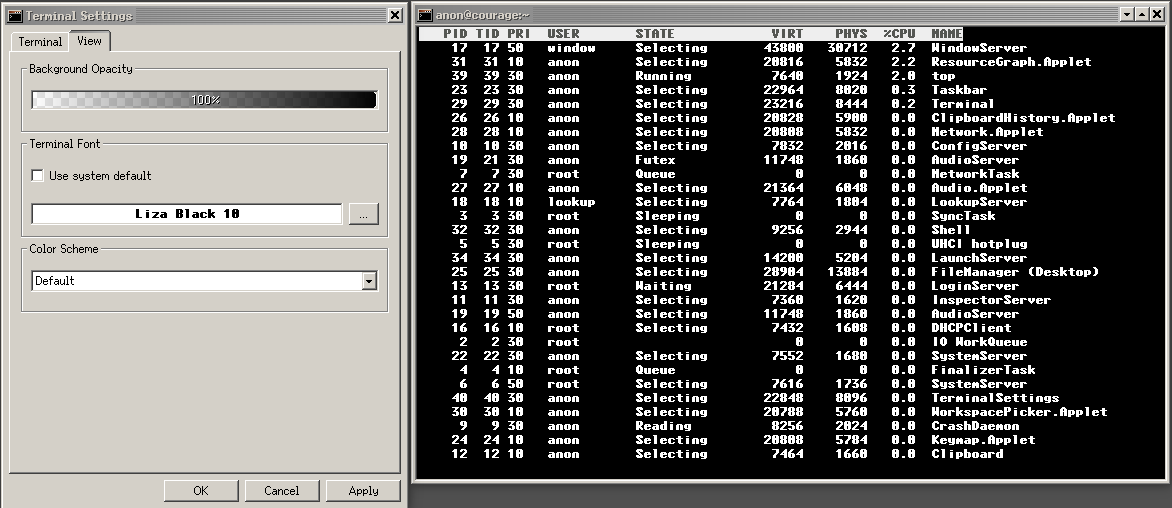 Terminal Settings
Terminal View
Background Opacity
100%
Terminal Font
Use system default
Liza Black 10
...
Color Scheme
Default
OK Cancel Apply
anon@courage:~
PID TID PRI USER STATE VIRT PHYS %CPU NAME
17 17 50 window Selecting 43800 30712 2.7 WindowServer
31 31 10 anon Selecting 20816 5832 2.2 ResourceGraph.Applet
39 39 30 anon Running 7640 1924 2.0 top
23 23 30 anon Selecting 22964 8020 0.3 Taskbar
29 29 30 anon Selecting 23216 8444 0.2 Terminal
26 26 10 anon Selecting 20828 5900 0.0 ClipboardHistory.Applet
28 28 10 anon Selecting 20808 5832 0.0 Network.Applet
10 10 30 anon Selecting 7832 2016 0.0 ConfigServer
19 21 30 anon Futex 11748 1860 0.0 AudioServer
7 7 30 root Queue 0 0 0.0 NetworkTask
27 27 10 anon Selecting 21364 6048 0.0 Audio.Applet
18 18 10 lookup Selecting 7764 1804 0.0 LookupServer
3 3 30 root Sleeping 0 0 0.0 SyncTask
32 32 30 anon Selecting 9256 2944 0.0 Shell
5 5 30 root Sleeping 0 0 0.0 UHCI hotplug
34 34 30 anon Selecting 14200 5204 0.0 LaunchServer
25 25 30 anon Selecting 28904 13884 0.0 FileManager (Desktop)
13 13 30 root Waiting 21284 6444 0.0 LoginServer
11 11 30 anon Selecting 7360 1620 0.0 InspectorServer
19 19 50 anon Selecting 11748 1860 0.0 AudioServer
16 16 10 root Selecting 7432 1608 0.0 DHCPClient
2 2 30 root 0 0 0.0 IO WorkQueue
22 22 30 anon Selecting 7552 1680 0.0 SystemServer
4 4 10 root Queue 0 0 0.0 FinalizerTask
6 6 50 root Selecting 7616 1736 0.0 SystemServer
40 40 30 anon Selecting 22848 8096 0.0 TerminalSettings
30 30 10 anon Selecting 20788 5760 0.0 WorkspacePicker.Applet
9 9 30 anon Reading 8256 2024 0.0 CrashDaemon
24 24 10 anon Selecting 20808 5784 0.0 Keymap.Applet
12 12 30 anon Selecting 7464 1660 0.0 Clipboard